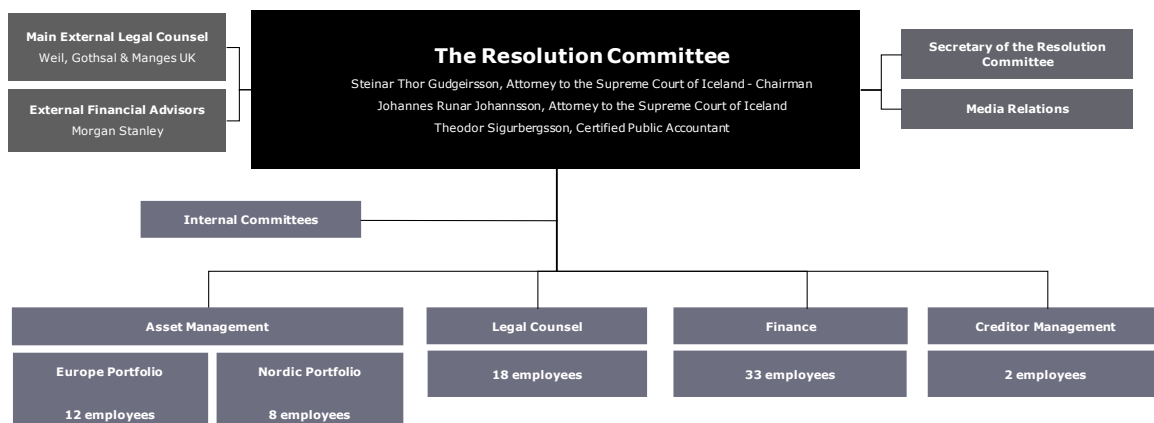 Main External Legal Counsel
Weil, Gothsal & Manges UK
External Financial Advisors
Morgan Stanley
The Resolution Committee
Steinar Thor Gudgeirsson, Attorney to the Supreme Court of Iceland - Chairman
Johannes Runar Johannsson, Attorney to the Supreme Court of Iceland
Theodor Sigurbergsson, Certified Public Accountant
Secretary of the Resolution
Committee
Media Relations
Internal Committees
Asset Management
Europe Portfolio
12 employees
Nordic Portfolio
8 employees
Legal Counsel
18 employees
Finance
33 employees
Creditor Management
2 employees